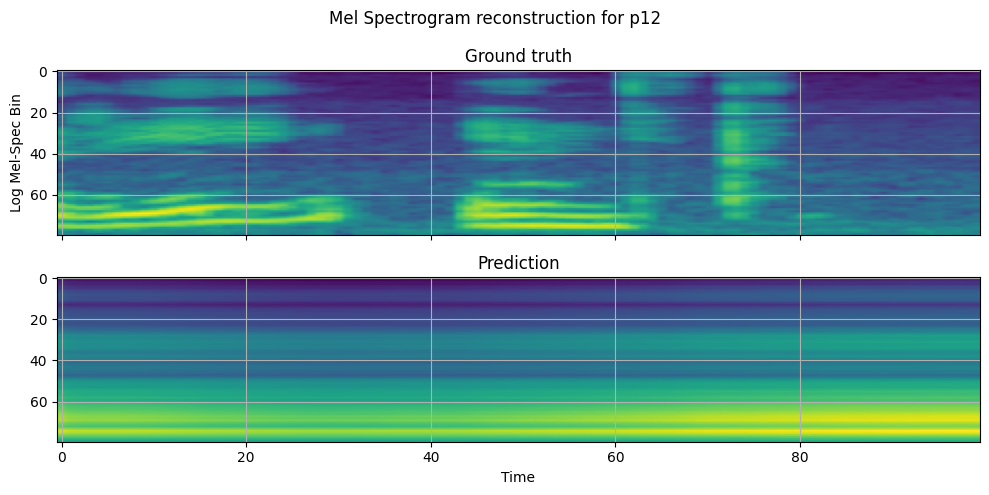 Mel Spectrogram reconstruction for p12
Ground truth
0
20
40
60
Log Mel-Spec Bin
Prediction
0
20
40
60
0 20 40 60 80
Time